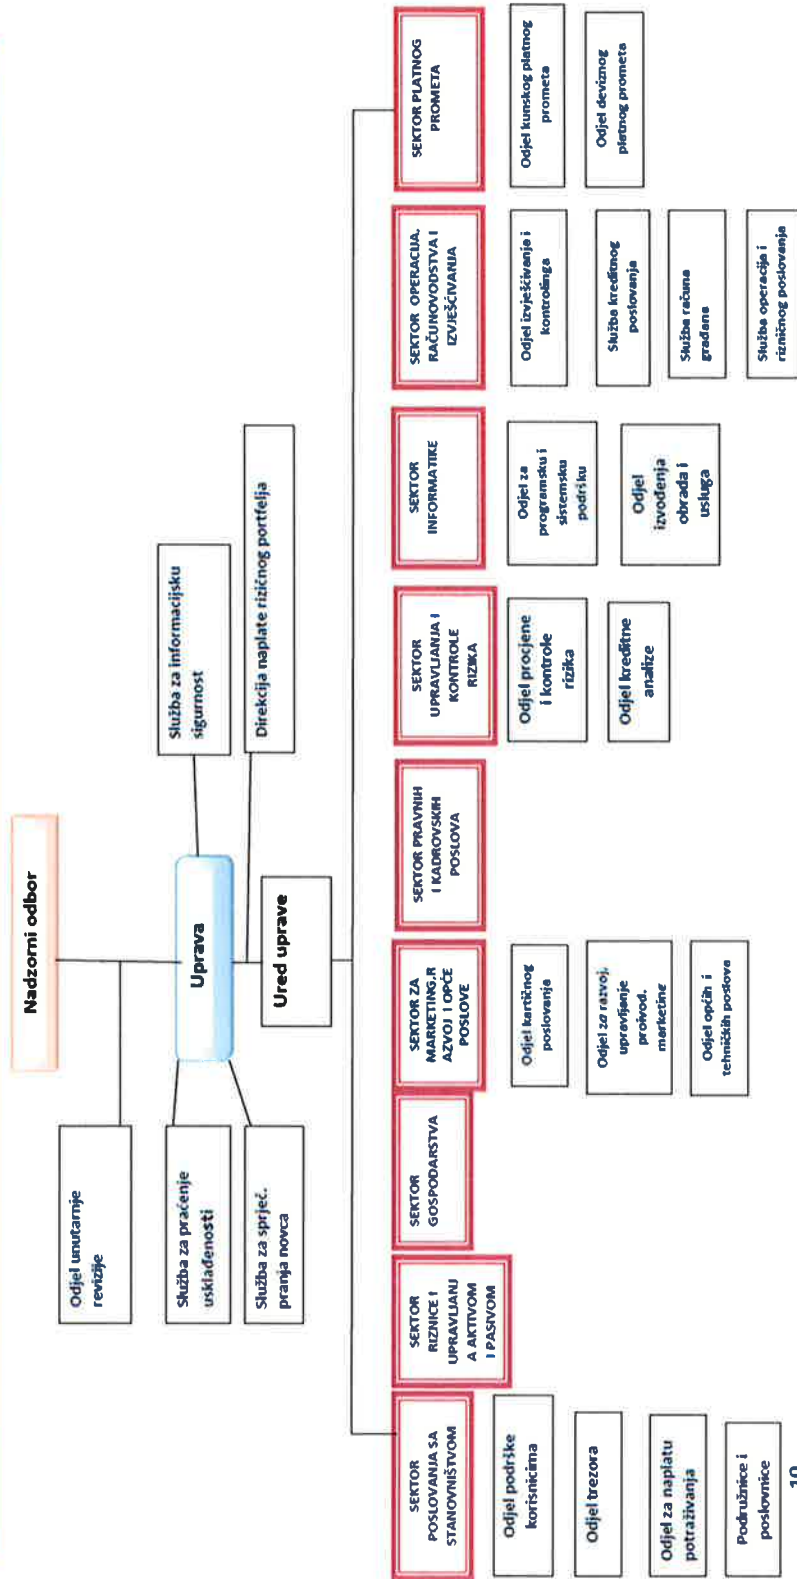 Nadzorni odbor
Odjel unutarnje
revizije
Uprava
Služba za praćenje
usklađenosti
Služba za informacijsku
sigurnost
Služba za spriječ.
pranja novca
Direkcija naplate rizičnog portfelja
Ured uprave
SEKTOR
POSLOVANJA SA
STANOVNIŠTVOM
SEKTOR
RIZNICE I
UPRAVLJANJ
A AKTIVOM
I PASIVOM
SEKTOR
GOSPODARSTVA
SEKTOR ZA
MARKETING,R
AZVOJ I OPĆE
POSLOVE
SEKTOR PRAVNIH
I KADROVSKIH
POSLOVA
SEKTOR
UPRAVLJANJA I
KONTROLE
RIZIKA
SEKTOR
INFORMATIKE
SEKTOR OPERACIJA,
RAČUNOVODSTVA I
IZVJEŠĆIVANJA
SEKTOR PLATNOG
PROMETA
Odjel podrške
korisnicima
Odjel trezora
Odjel za naplatu
potraživanja
Podružnice i
poslovnice
Odjel kartičnog
poslovanja
Odjel za razvoj,
upravljanje
proivod.
marketing
Odjel općih i
tehničkih poslova
Odjel procjene
i kontrole
rizika
Odjel kreditne
analize
Odjel za
programsku i
sistemsku
podršku
Odjel
izvođenja
obrada i
usluga
Odjel izvješćivanja i
kontrolinga
Služba kreditnog
poslovanja
Služba računa
građana
Služba operacija i
rizničnog poslovanja
Odjel kunskog platnog
prometa
Odjel deviznog
platnog prometa
10